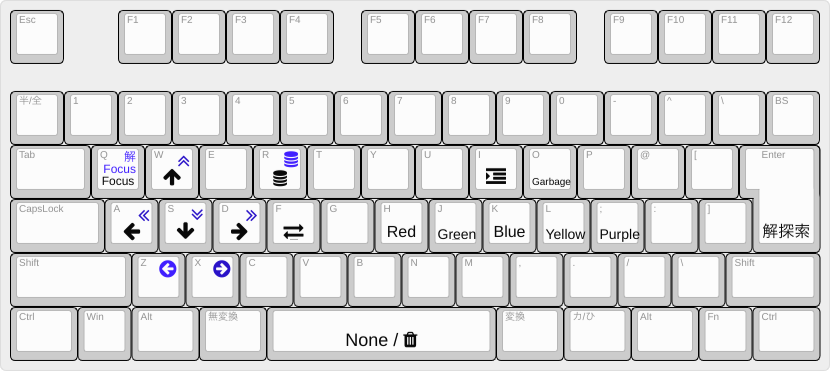 Esc F1 F2 F3 F4 F5 F6 F7 F8 F9 F10 F11 F12
半/全 1 2 3 4 5 6 7 8 9 0 - ^ \ BS
Tab Q 解 W E R T Y U I O P @ [ Enter
Focus
Focus Garbage
CapsLock A S D F G H J K L ; : ]
Red Green Blue Yellow Purple 解探索
Shift Z X C V B N M , . / \ Shift
Ctrl Win Alt 無変換 変換 カ/ひ Alt Fn Ctrl
None /